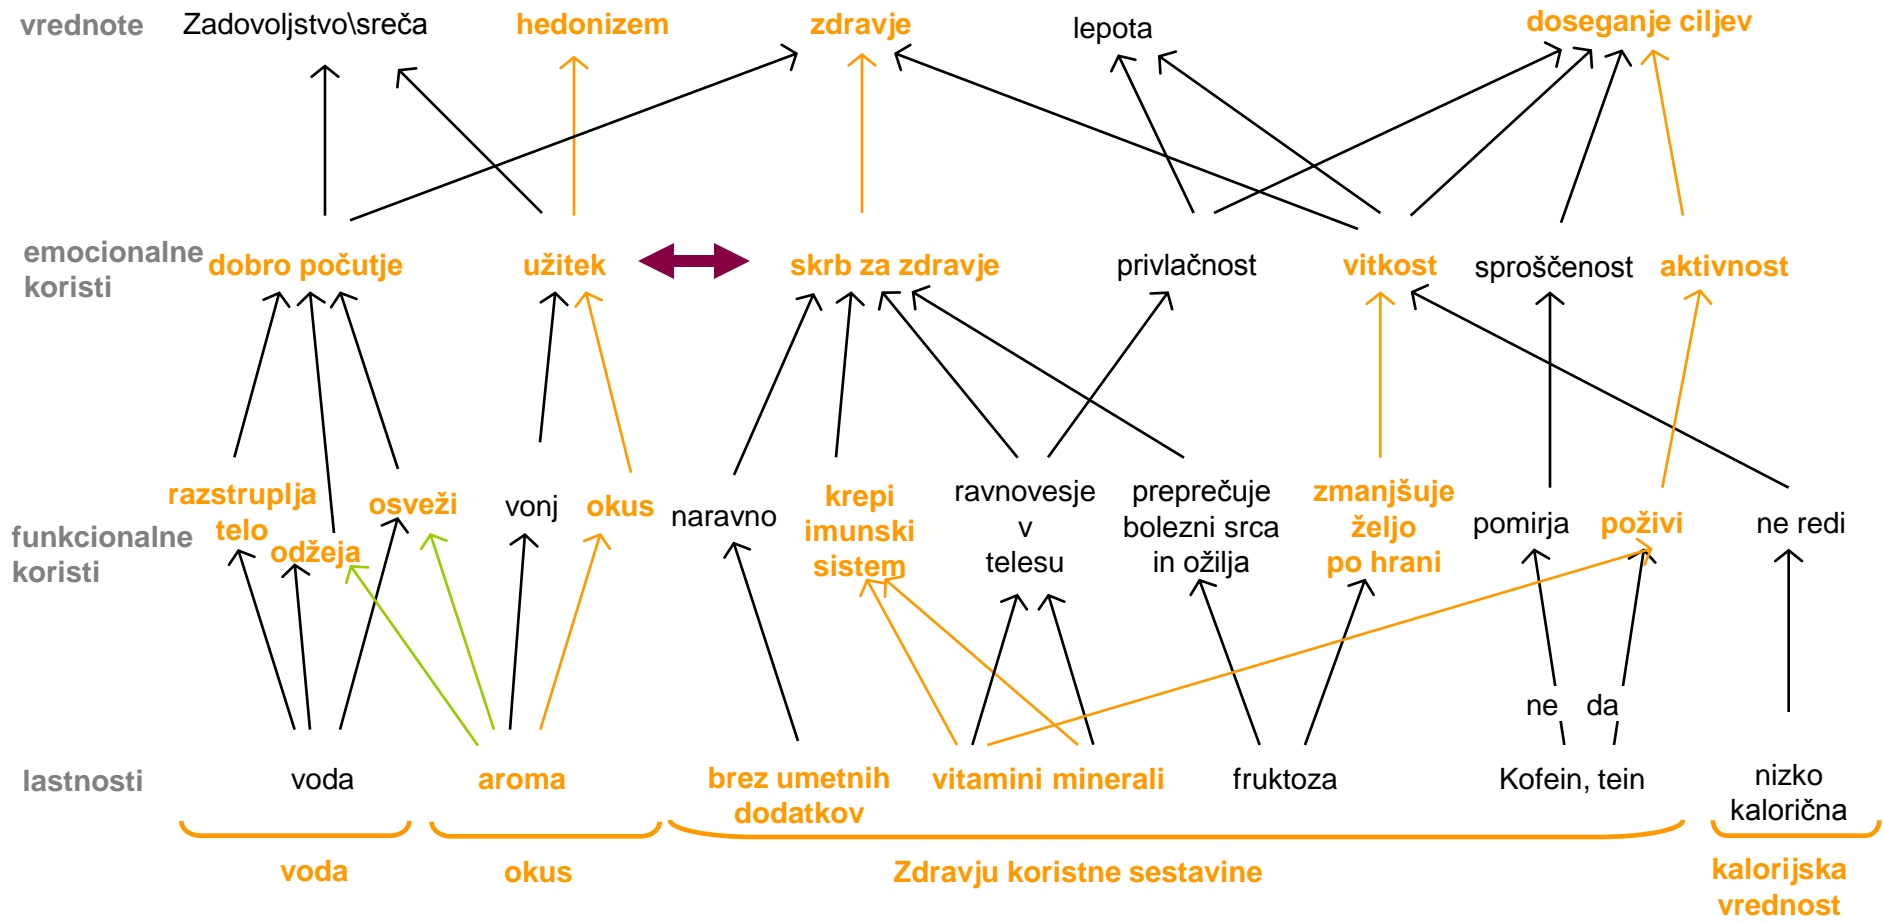 vrednote
Zadovoljstvo\sreča
hedonizem
zdravje
lepota
doseganje ciljev
emocionalne
koristi
dobro počutje
užitek
skrb za zdravje
privlačnost
vitkost
sproščenost
aktivnost
funkcionalne
koristi
razstruplja
telo
odžeja
osveži
vonj
okus
naravno
krepi
imunski
sistem
ravnovesje
v
telesu
preprečuje
bolezni srca
in ožilja
zmanjšuje
željo
po hrani
pomirja
poživi
ne redi
ne
da
lastnosti
voda
aroma
brez umetnih
dodatkov
vitamini minerali
fruktoza
Kofein, tein
nizko
kalorična
voda
okus
Zdravju koristne sestavine
kalorijska
vrednost